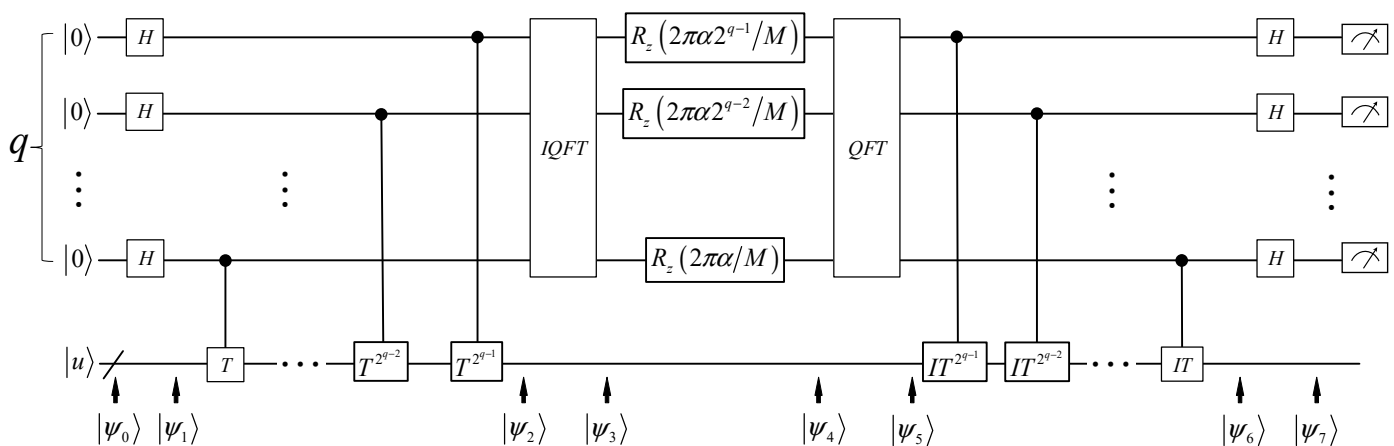 |0⟩ H R_z(2πα2^{q-1}/M) H
|0⟩ H R_z(2πα2^{q-2}/M) H
q IQFT QFT
⋮ ⋮ ⋮ ⋮
|0⟩ H R_z(2πα/M) H
|u⟩ T ⋯ T^{2^{q-2}} T^{2^{q-1}} IT^{2^{q-1}} IT^{2^{q-2}} ⋯ IT
|ψ_0⟩ |ψ_1⟩ |ψ_2⟩ |ψ_3⟩ |ψ_4⟩ |ψ_5⟩ |ψ_6⟩ |ψ_7⟩